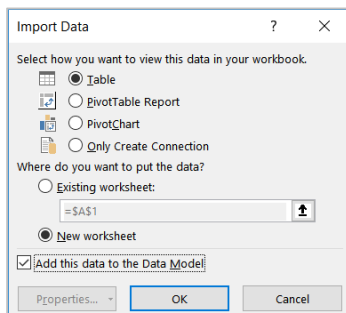 Import Data ? ×
Select how you want to view this data in your workbook.
Table
PivotTable Report
PivotChart
Only Create Connection
Where do you want to put the data?
Existing worksheet:
=$A$1
New worksheet
Add this data to the Data Model
Properties...
OK
Cancel